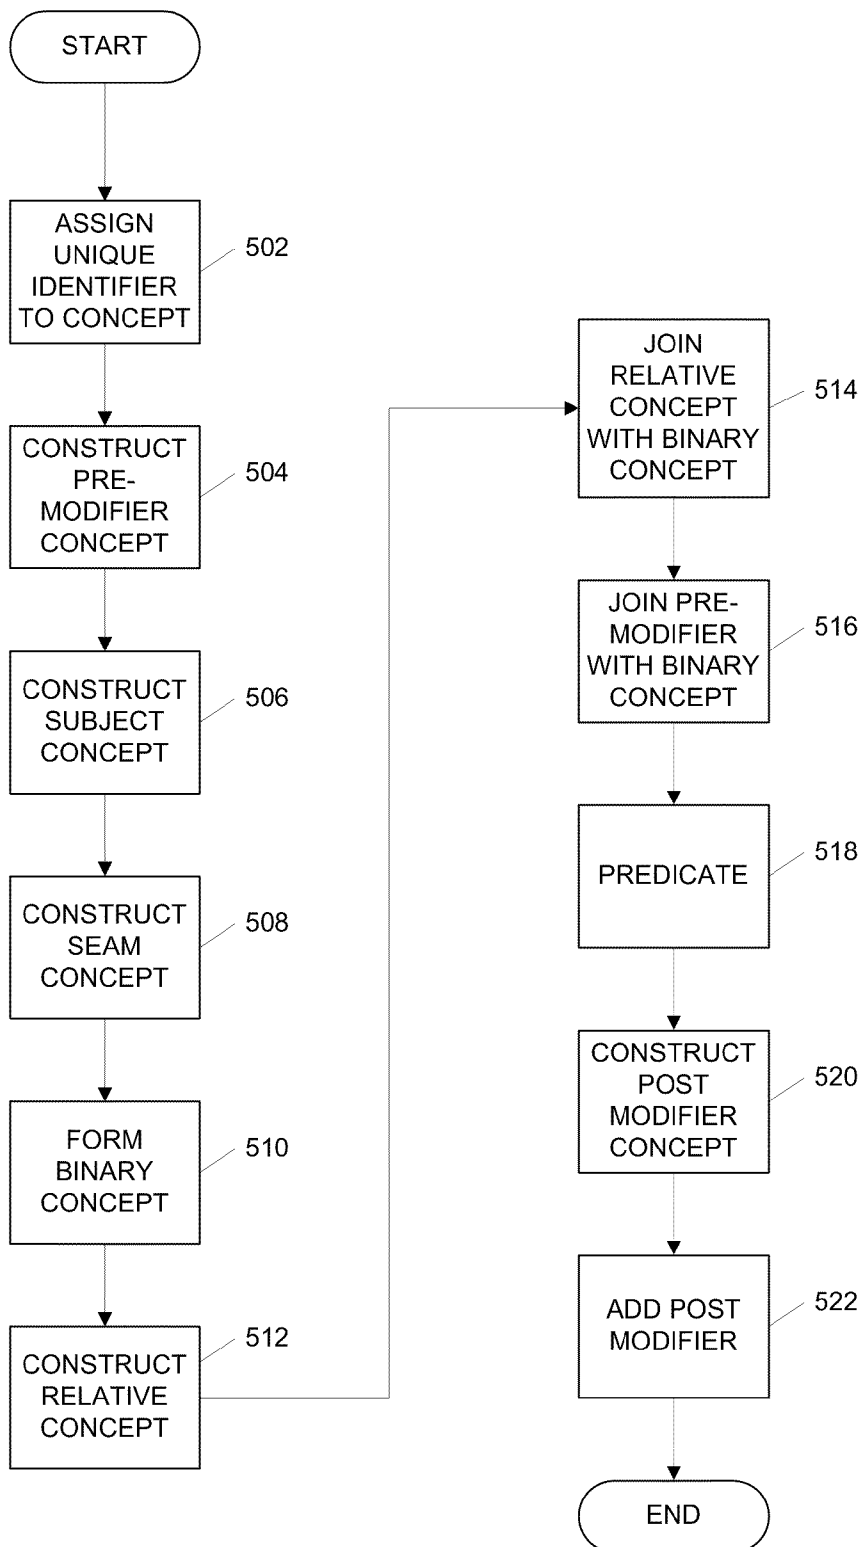 START
ASSIGN
UNIQUE
IDENTIFIER
TO CONCEPT
502
CONSTRUCT
PRE-
MODIFIER
CONCEPT
504
CONSTRUCT
SUBJECT
CONCEPT
506
CONSTRUCT
SEAM
CONCEPT
508
FORM
BINARY
CONCEPT
510
CONSTRUCT
RELATIVE
CONCEPT
512
JOIN
RELATIVE
CONCEPT
WITH BINARY
CONCEPT
514
JOIN PRE-
MODIFIER
WITH BINARY
CONCEPT
516
PREDICATE
518
CONSTRUCT
POST
MODIFIER
CONCEPT
520
ADD POST
MODIFIER
522
END